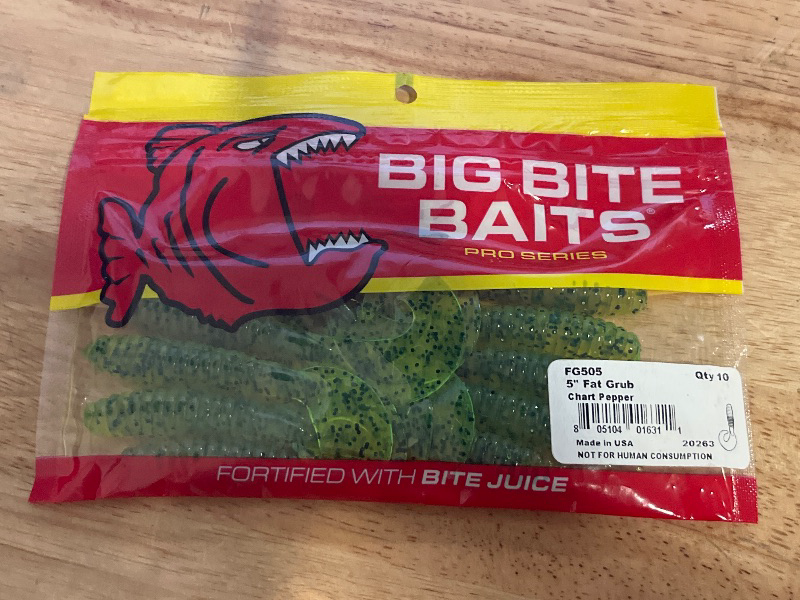 BIG BITE
BAITS®
PRO SERIES
FG505 Qty 10
5" Fat Grub
Chart Pepper
8 05104 01631 1
Made in USA 20263
NOT FOR HUMAN CONSUMPTION
FORTIFIED WITH BITE JUICE